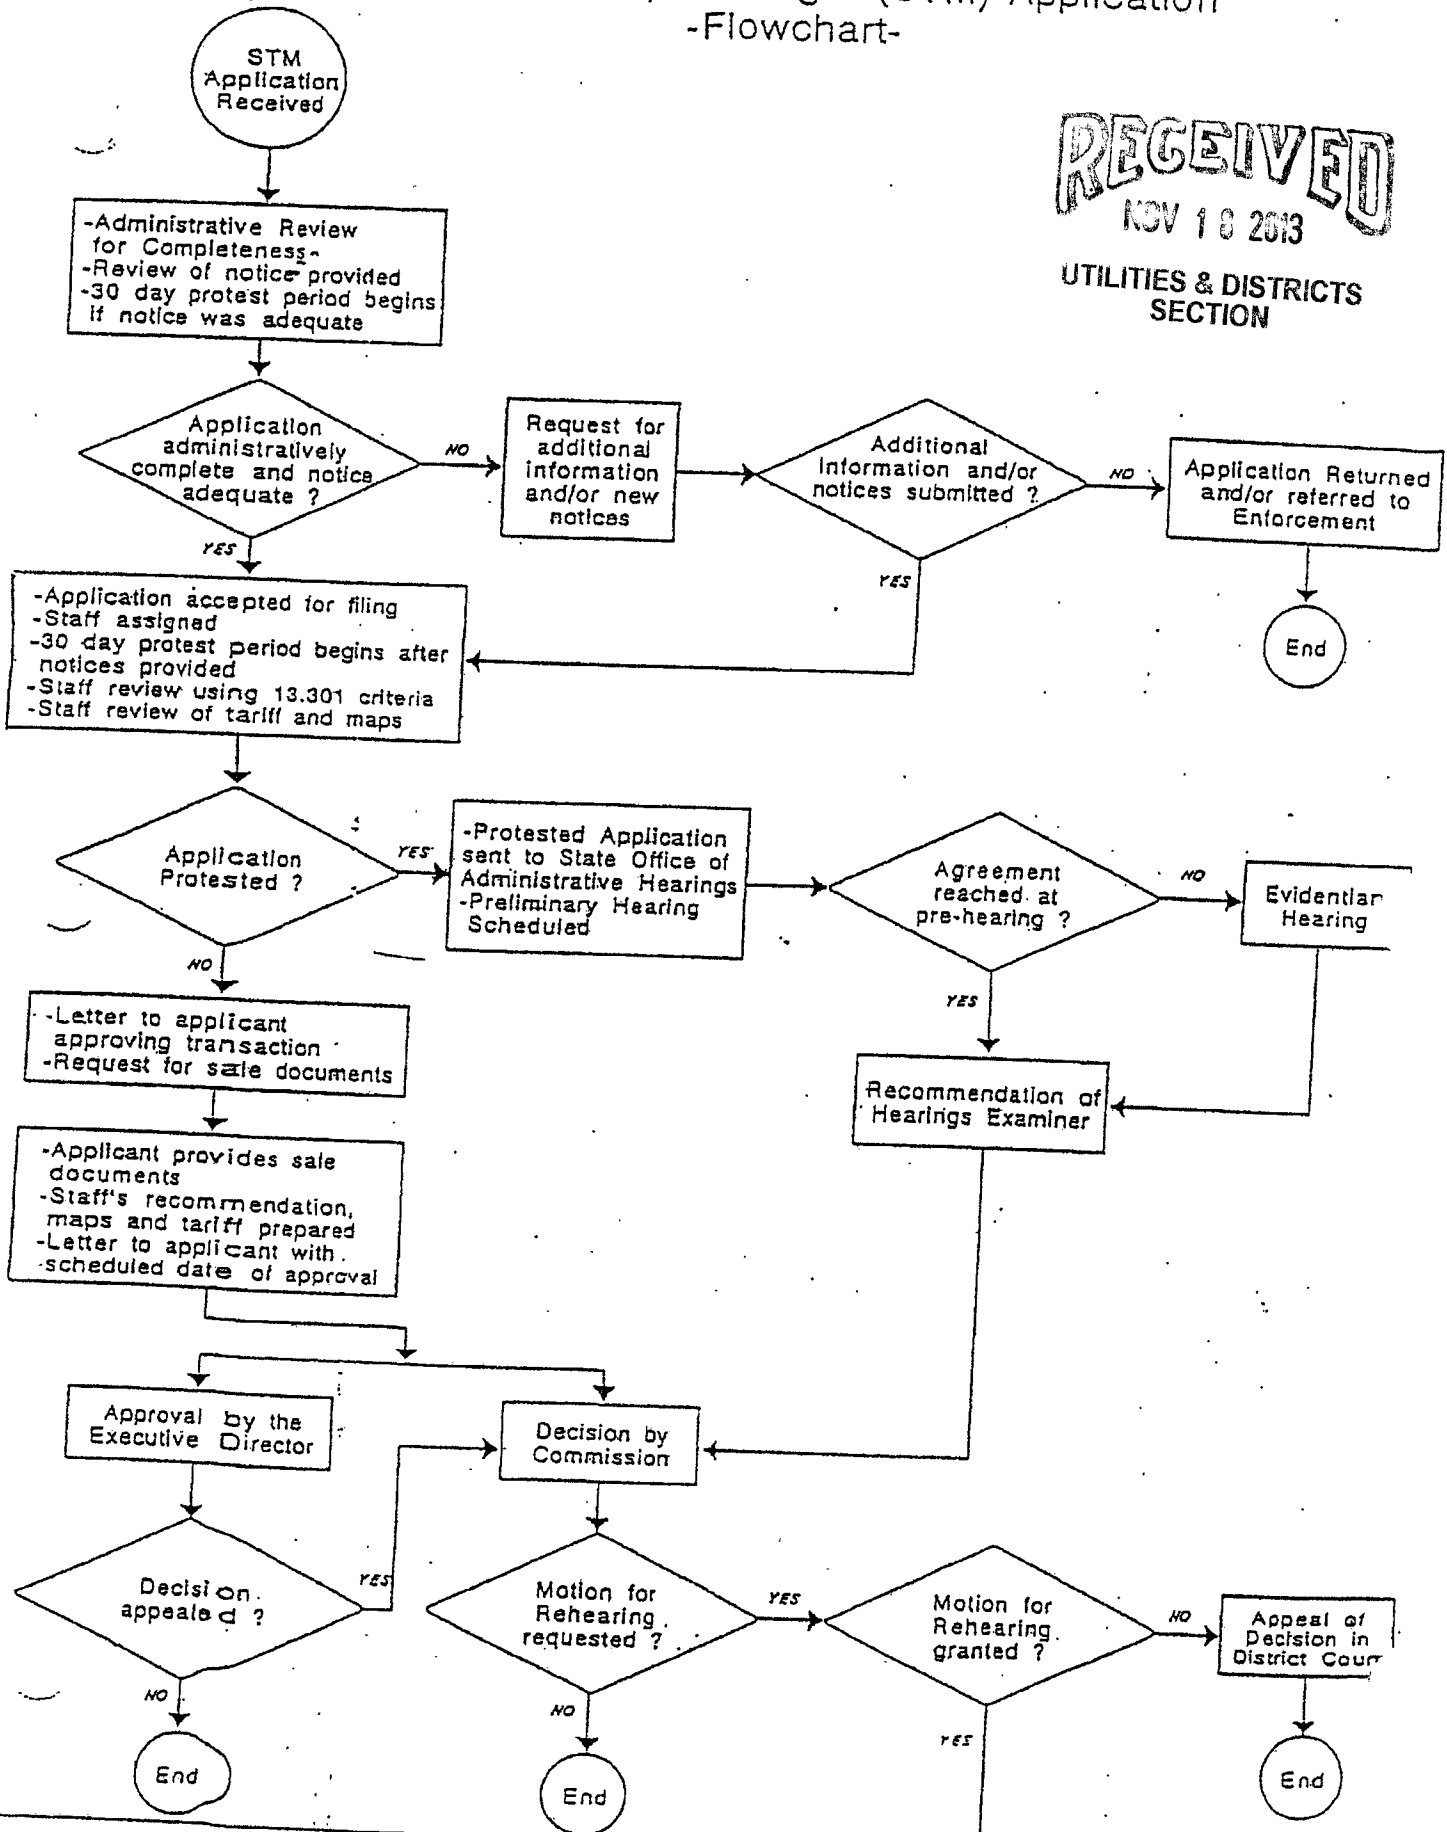 (STM) Application
-Flowchart-
STM
Application
Received
RECEIVED
NOV 18 2013
UTILITIES & DISTRICTS
SECTION
-Administrative Review
for Completeness-
-Review of notice provided
-30 day protest period begins
if notice was adequate
Application
administratively
complete and notice
adequate ?
NO
Request for
additional
information
and/or new
notices
Additional
Information and/or
notices submitted ?
NO
Application Returned
and/or referred to
Enforcement
YES
YES
End
-Application accepted for filing
-Staff assigned
-30 day protest period begins after
notices provided
-Staff review using 13.301 criteria
-Staff review of tariff and maps
Application
Protested ?
YES
-Protested Application
sent to State Office of
Administrative Hearings
-Preliminary Hearing
Scheduled
Agreement
reached at
pre-hearing ?
NO
Evidentiar
Hearing
NO
YES
-Letter to applicant
approving transaction
-Request for sale documents
Recommendation of
Hearings Examiner
-Applicant provides sale
documents
-Staff's recommendation,
maps and tariff prepared
-Letter to applicant with
scheduled date of approval
Approval by the
Executive Director
Decision by
Commission
Decision
appealed ?
YES
Motion for
Rehearing
requested ?
YES
Motion for
Rehearing
granted ?
NO
Appeal of
Decision in
District Cour
NO
NO
YES
End
End
End